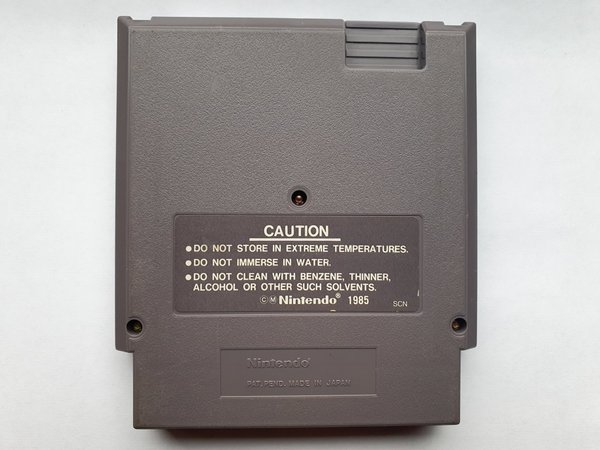 CAUTION
● DO NOT STORE IN EXTREME TEMPERATURES.
● DO NOT IMMERSE IN WATER.
● DO NOT CLEAN WITH BENZENE, THINNER,
ALCOHOL OR OTHER SUCH SOLVENTS.
ⒸⓂ Nintendo® 1985
SCN
Nintendo®
PAT. PEND. MADE IN JAPAN